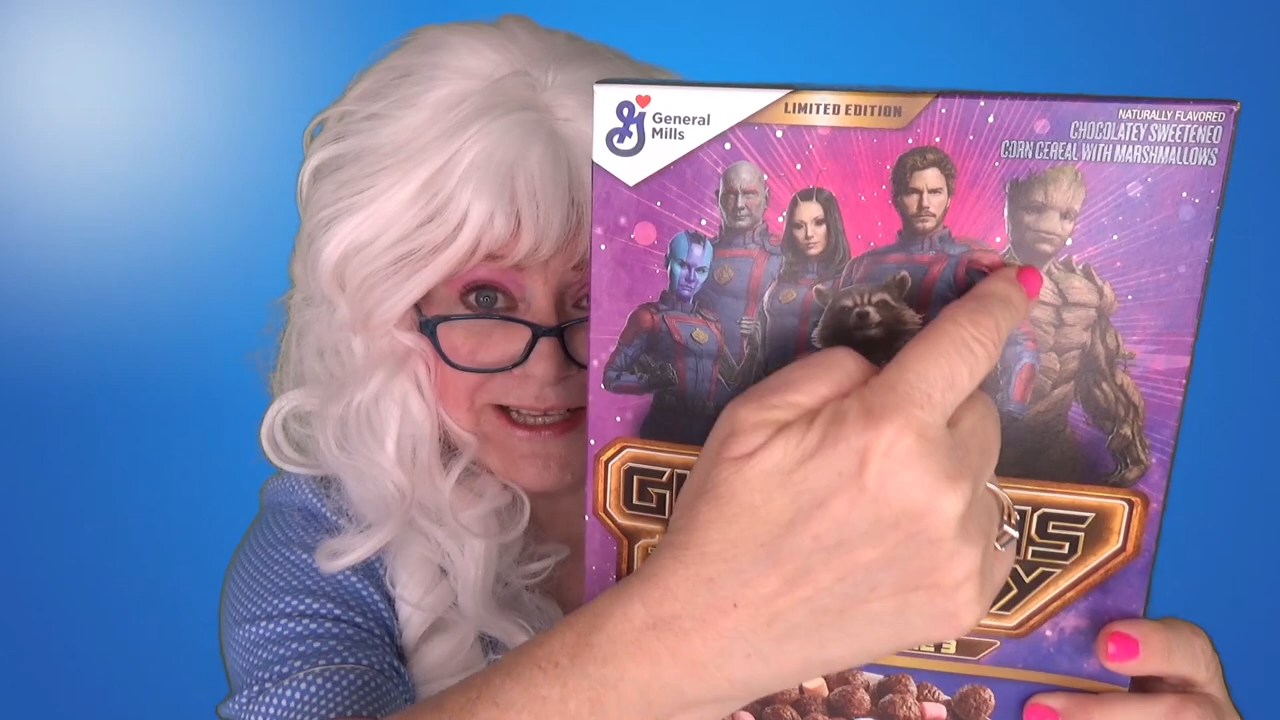 General
Mills
LIMITED EDITION
NATURALLY FLAVORED
CHOCOLATEY SWEETENED
CORN CEREAL WITH MARSHMALLOWS